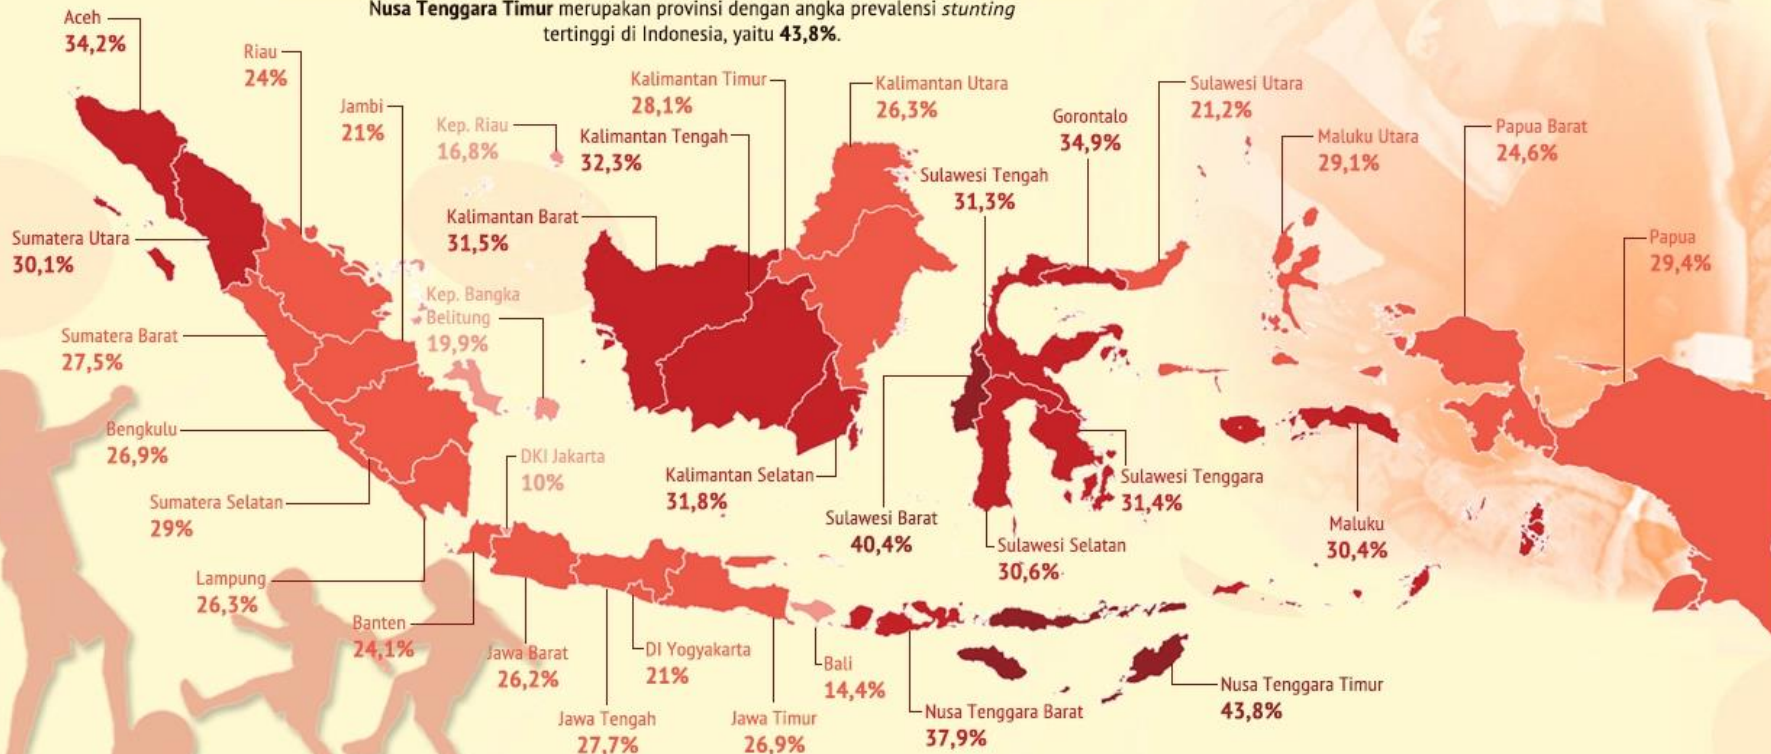 Nusa Tenggara Timur merupakan provinsi dengan angka prevalensi stunting
tertinggi di Indonesia, yaitu 43,8%.
Aceh
34,2%
Riau
24%
Jambi
21%
Kep. Riau
16,8%
Kalimantan Timur
28,1%
Kalimantan Tengah
32,3%
Kalimantan Barat
31,5%
Kalimantan Utara
26,3%
Sulawesi Tengah
31,3%
Gorontalo
34,9%
Sulawesi Utara
21,2%
Maluku Utara
29,1%
Papua Barat
24,6%
Papua
29,4%
Sumatera Utara
30,1%
Kep. Bangka
Belitung
19,9%
Sumatera Barat
27,5%
Bengkulu
26,9%
Sumatera Selatan
29%
Lampung
26,3%
DKI Jakarta
10%
Kalimantan Selatan
31,8%
Sulawesi Barat
40,4%
Sulawesi Tenggara
31,4%
Sulawesi Selatan
30,6%
Maluku
30,4%
Banten
24,1%
Jawa Barat
26,2%
DI Yogyakarta
21%
Bali
14,4%
Jawa Tengah
27,7%
Jawa Timur
26,9%
Nusa Tenggara Barat
37,9%
Nusa Tenggara Timur
43,8%